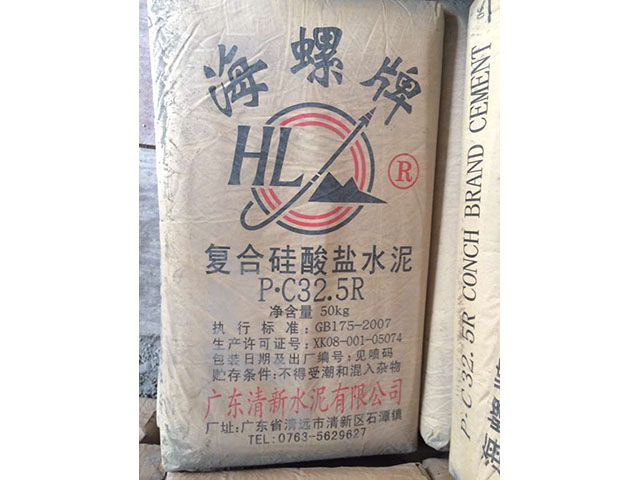 海螺牌
HL
®
复合硅酸盐水泥
P·C32.5R
净含量 50kg
执行标准：GB175-2007
生产许可证号：XK08-001-05074
包装日期及出厂编号：见喷码
贮存条件：不得受潮和混入杂物
广东清新水泥有限公司
厂址：广东省清远市清新区石潭镇
TEL：0763-5629627
P·C32.5R CONCH BRAND CEMENT